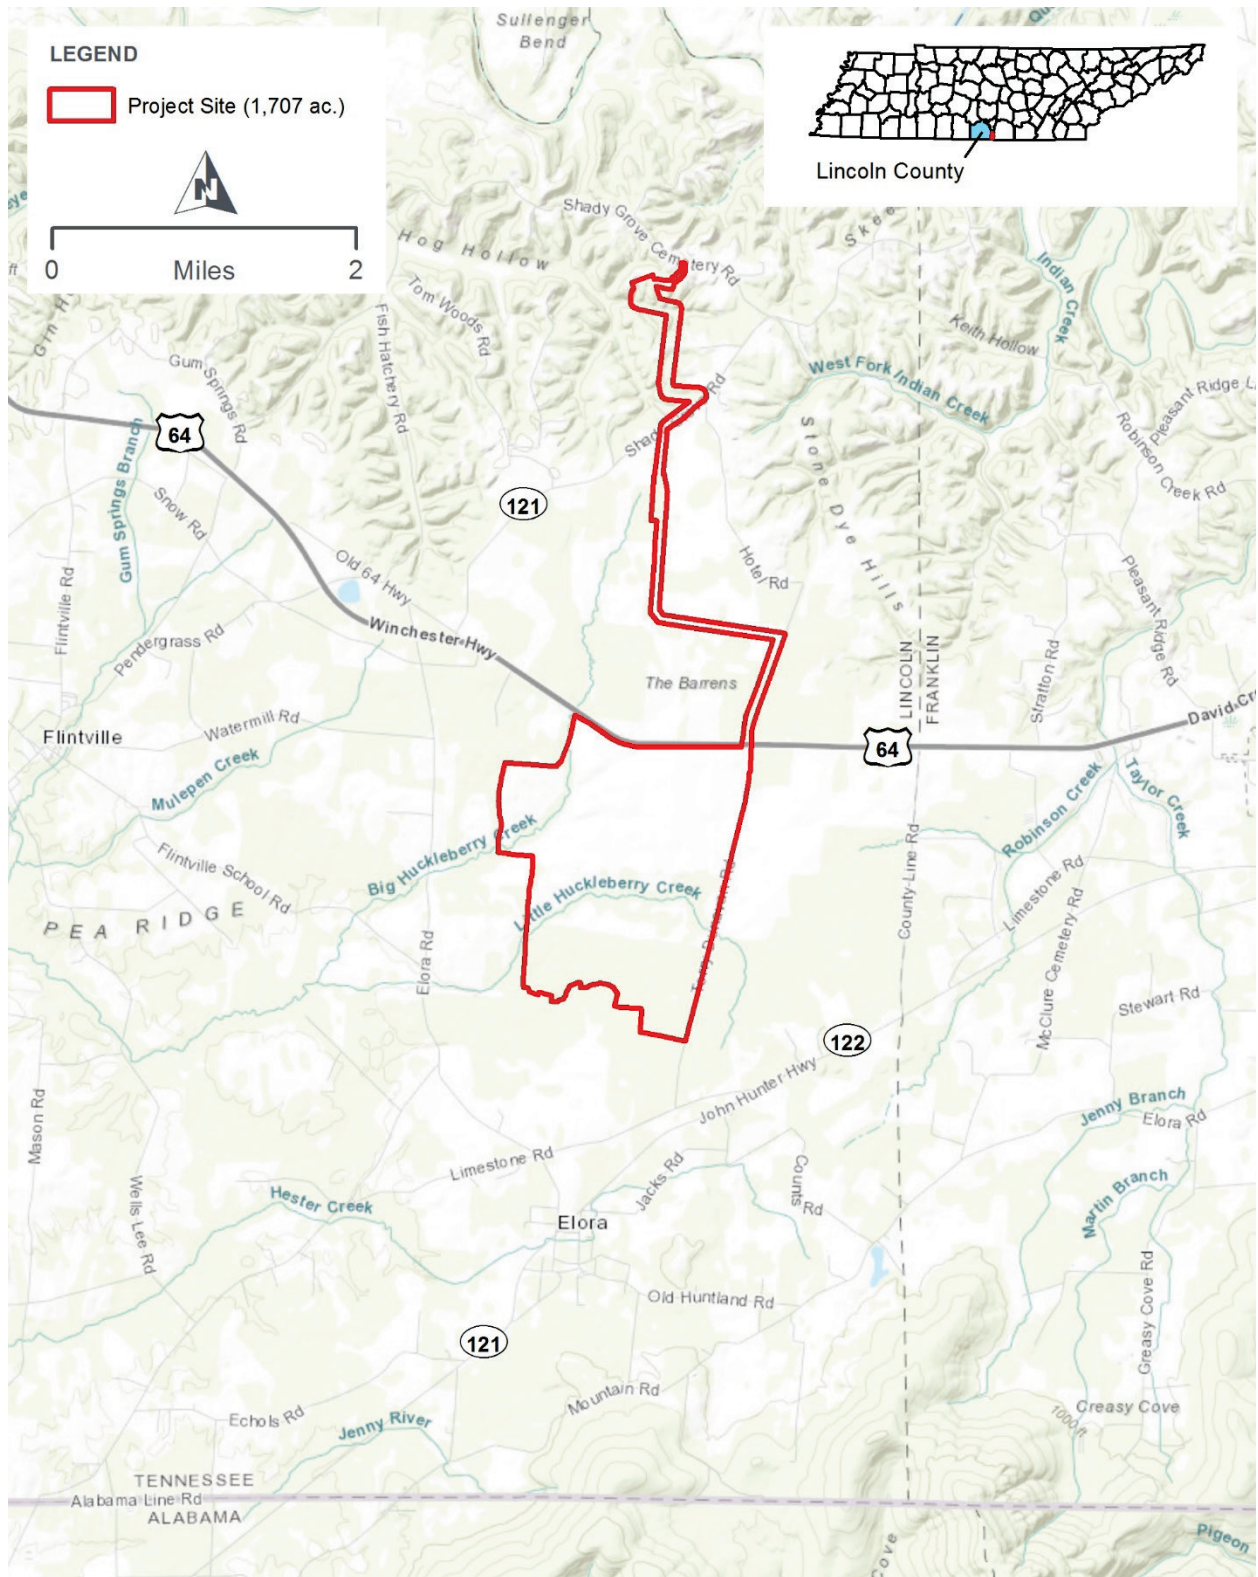 Sullenger
Bend
LEGEND
Project Site (1,707 ac.)
N
0 Miles 2
Lincoln County
Shady Grove Cemetery Rd
Hog Hollow
Tom Woods Rd
Fish Hatchery Rd
Gum Springs Rd
Gum Springs Branch
64
Snow Rd
Old 64 Hwy
121
Indian Creek
Keith Hollow
West Fork Indian Creek
Pleasant Ridge
Robinson Creek Rd
Stone Dye Hills
Hotel Rd
Flintville Rd
Pendergrass Rd
Winchester Hwy
The Barrens
LINCOLN
FRANKLIN
Stratton Rd
Pleasant Ridge Rd
64
Flintville
Watermill Rd
Mulepen Creek
Robinson Creek
Taylor Creek
Big Huckleberry Creek
Little Huckleberry Creek
Flintville School Rd
PEA RIDGE
Elora Rd
County Line Rd
Limestone Rd
McClure Cemetery Rd
Stewart Rd
122
John Hunter Hwy
Mason Rd
Wells Lee Rd
Limestone Rd
Jacks Rd
Counts Rd
Jenny Branch
Elora Rd
Martin Branch
Hester Creek
Elora
Old Huntland Rd
Greasy Cove Rd
121
Mountain Rd
Echols Rd
Jenny River
Creasy Cove
1000 ft
TENNESSEE
Alabama Line Rd
ALABAMA
Cove
Pigeon